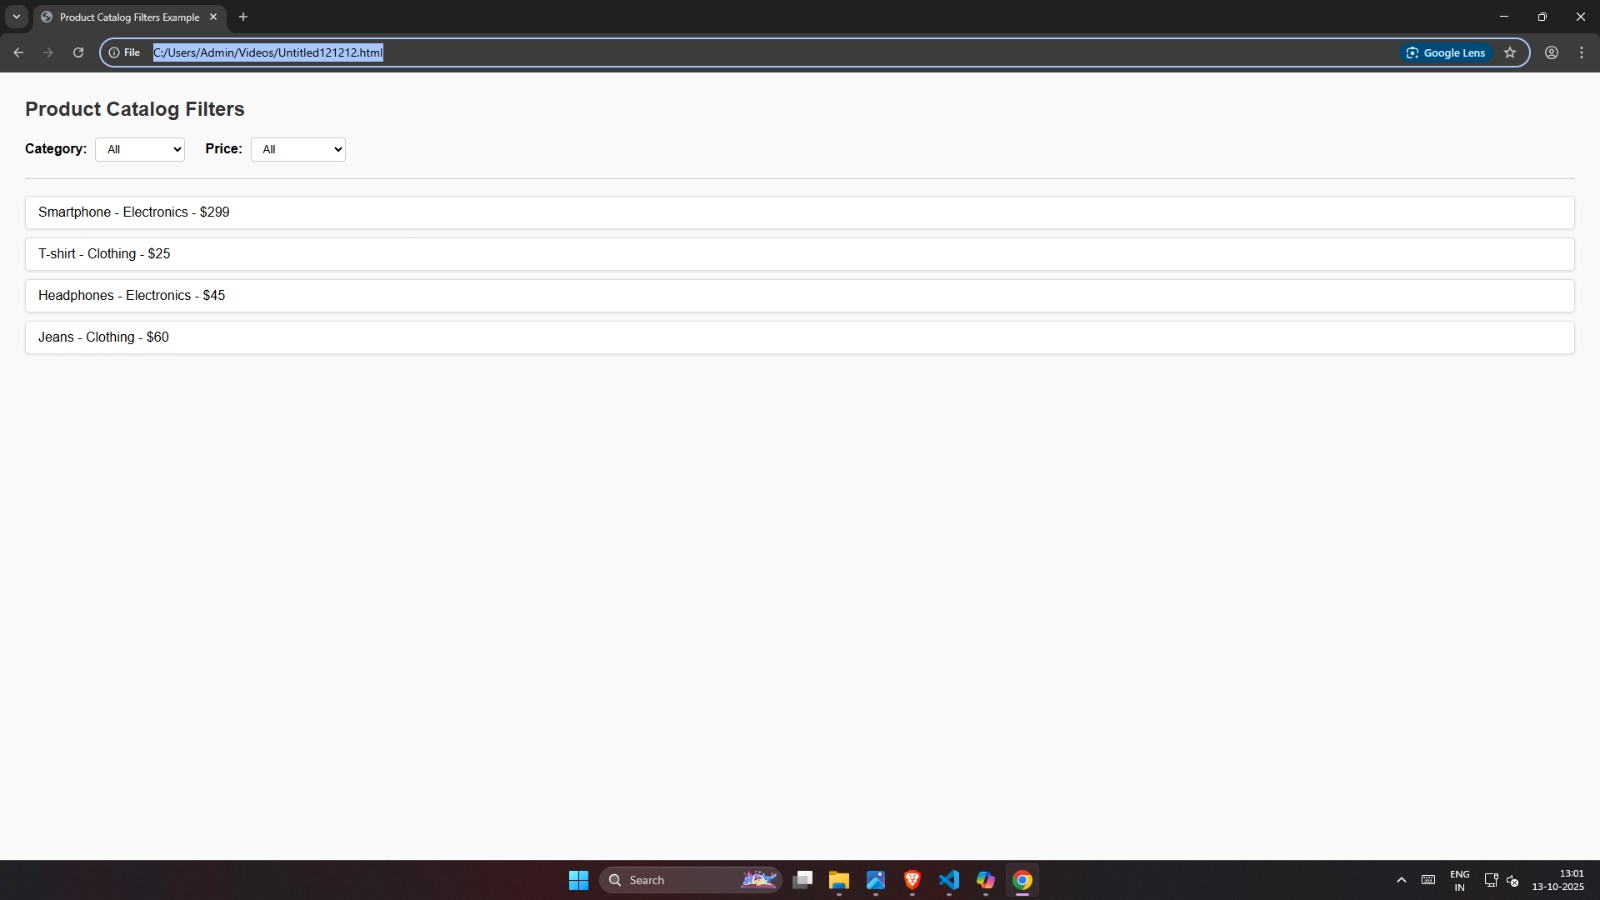 Product Catalog Filters Example
File C:/Users/Admin/Videos/Untitled121212.html Google Lens
Product Catalog Filters
Category: All Price: All
Smartphone - Electronics - $299
T-shirt - Clothing - $25
Headphones - Electronics - $45
Jeans - Clothing - $60
Search
ENG
IN
13:01
13-10-2025